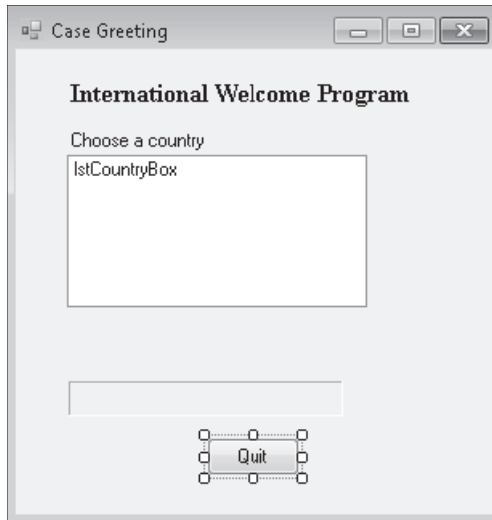 Case Greeting
International Welcome Program
Choose a country
lstCountryBox
Quit